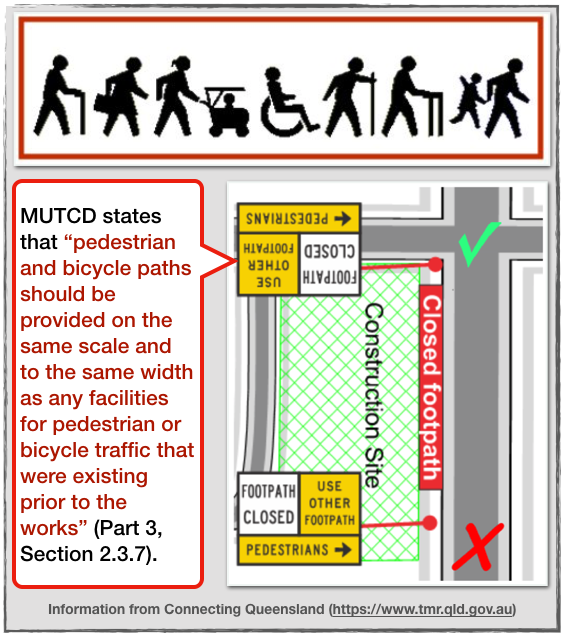 MUTCD states
that “pedestrian
and bicycle paths
should be
provided on the
same scale and
to the same width
as any facilities
for pedestrian or
bicycle traffic that
were existing
prior to the
works” (Part 3,
Section 2.3.7).
PEDESTRIANS
USE
OTHER
FOOTPATH
FOOTPATH
CLOSED
Construction Site
Closed footpath
FOOTPATH
CLOSED
USE
OTHER
FOOTPATH
PEDESTRIANS
Information from Connecting Queensland (https://www.tmr.qld.gov.au)